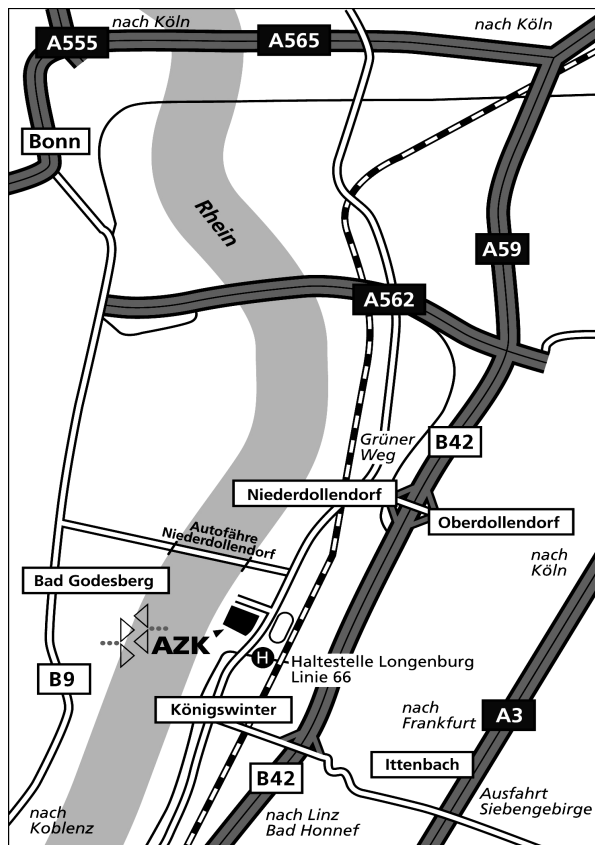 nach Köln
nach Köln
A555
A565
Bonn
Rhein
A59
A562
Grüner
Weg
B42
Niederdollendorf
Oberdollendorf
Autofähre
Niederdollendorf
nach
Köln
Bad Godesberg
AZK
H
Haltestelle Longenburg
Linie 66
B9
Königswinter
nach
Frankfurt
A3
Ittenbach
B42
Ausfahrt
Siebengebirge
nach
Koblenz
nach Linz
Bad Honnef